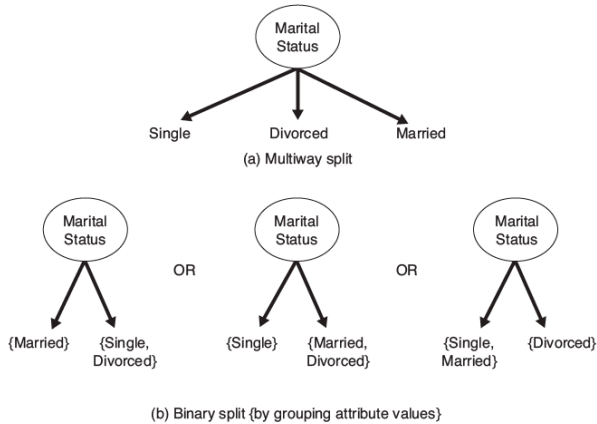 Marital
Status
Single
Divorced
Married
(a) Multiway split
Marital
Status
OR
Marital
Status
OR
Marital
Status
{Married}
{Single,
Divorced}
{Single}
{Married,
Divorced}
{Single,
Married}
{Divorced}
(b) Binary split {by grouping attribute values}